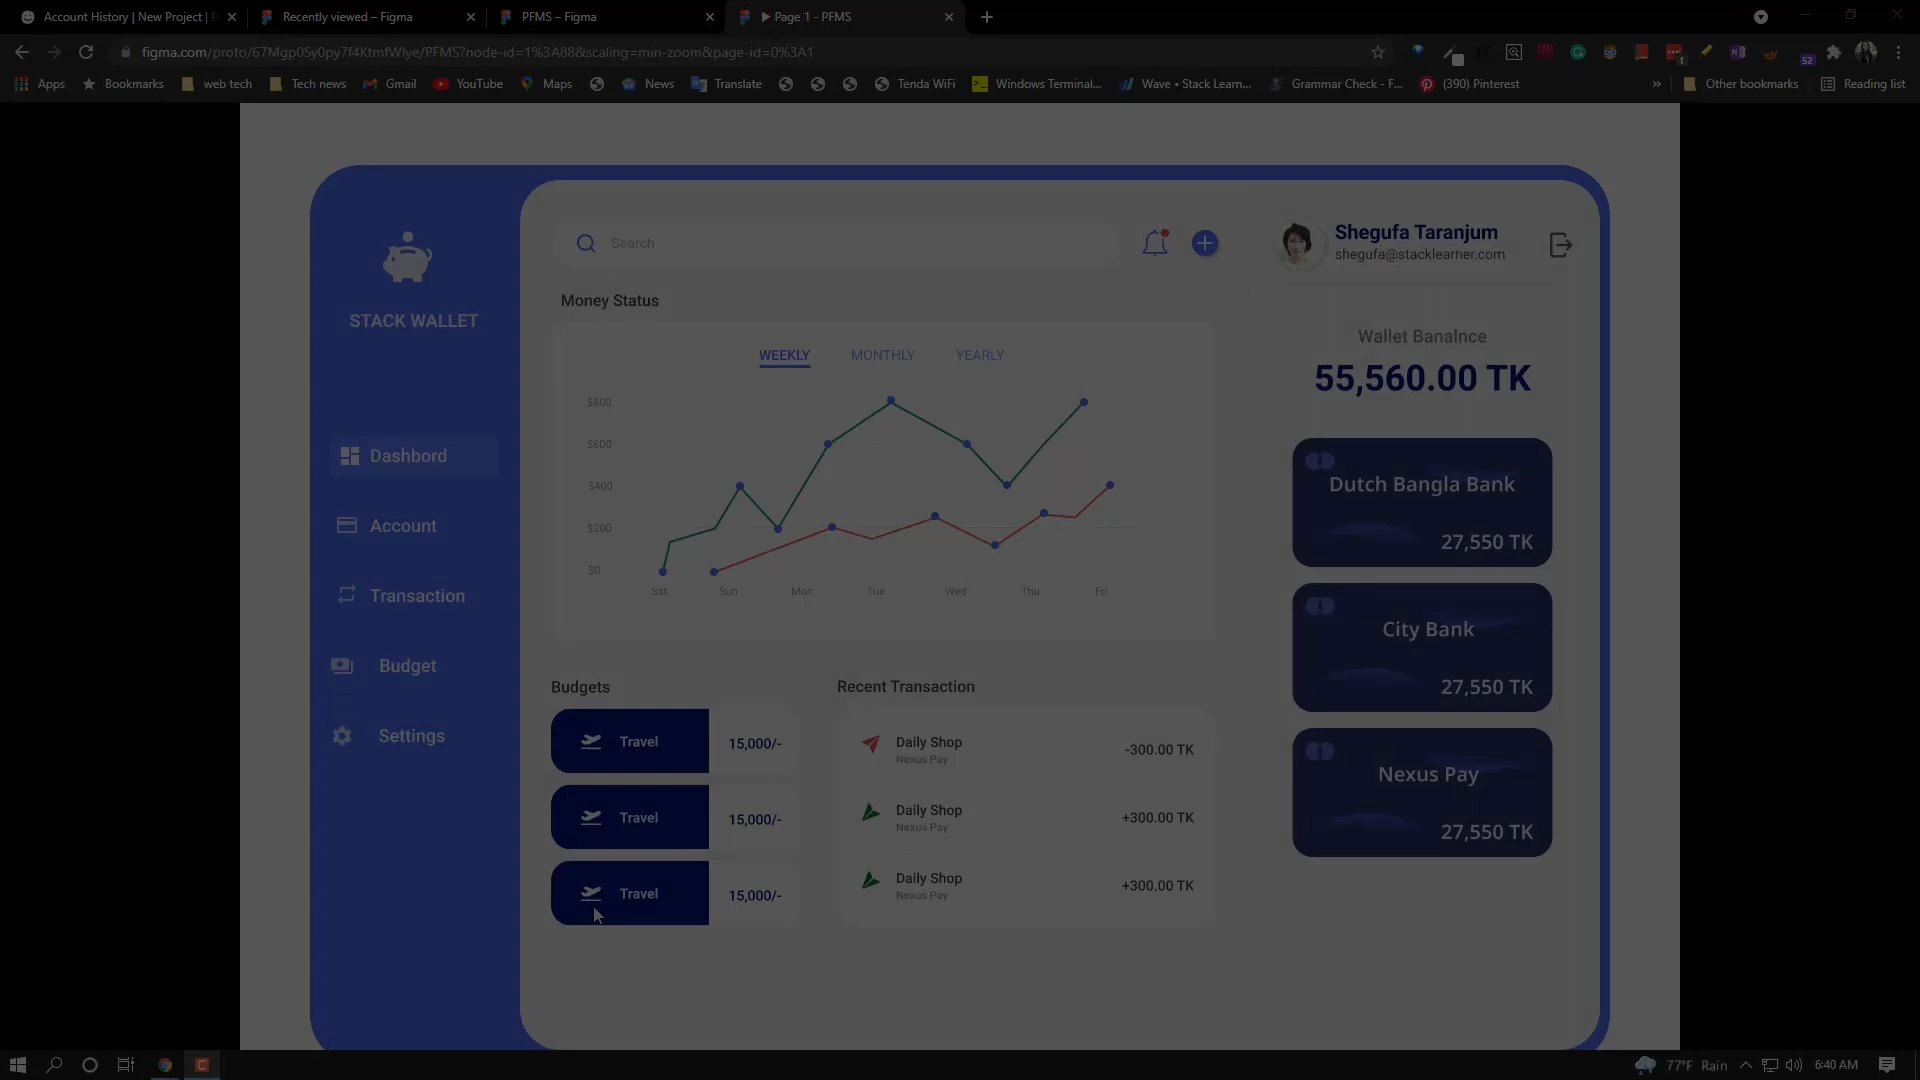 Account History | New Project |
Recently viewed – Figma
PFMS – Figma
Page 1 - PFMS
figma.com/proto/67Mgp0Sy0py7f4KtmfWlye/PFMS?node-id=1%3A88&scaling=min-zoom&page-id=0%3A1
Apps
Bookmarks
web tech
Tech news
Gmail
YouTube
Maps
News
Translate
Tenda WiFi
Windows Terminal...
Wave • Stack Learn...
Grammar Check - F...
(390) Pinterest
»
Other bookmarks
Reading list
1
52
STACK WALLET
Dashbord
Account
Transaction
Budget
Settings
Search
Shegufa Taranjum
shegufa@stacklearner.com
Money Status
WEEKLY MONTHLY YEARLY
$800
$600
$400
$200
$0
Sat Sun Mon Tue Wed Thu Fri
Wallet Banalnce
55,560.00 TK
Dutch Bangla Bank
27,550 TK
City Bank
27,550 TK
Nexus Pay
27,550 TK
Budgets
Travel 15,000/-
Travel 15,000/-
Travel 15,000/-
Recent Transaction
Daily Shop
Nexus Pay
-300.00 TK
Daily Shop
Nexus Pay
+300.00 TK
Daily Shop
Nexus Pay
+300.00 TK
77°F Rain
6:40 AM